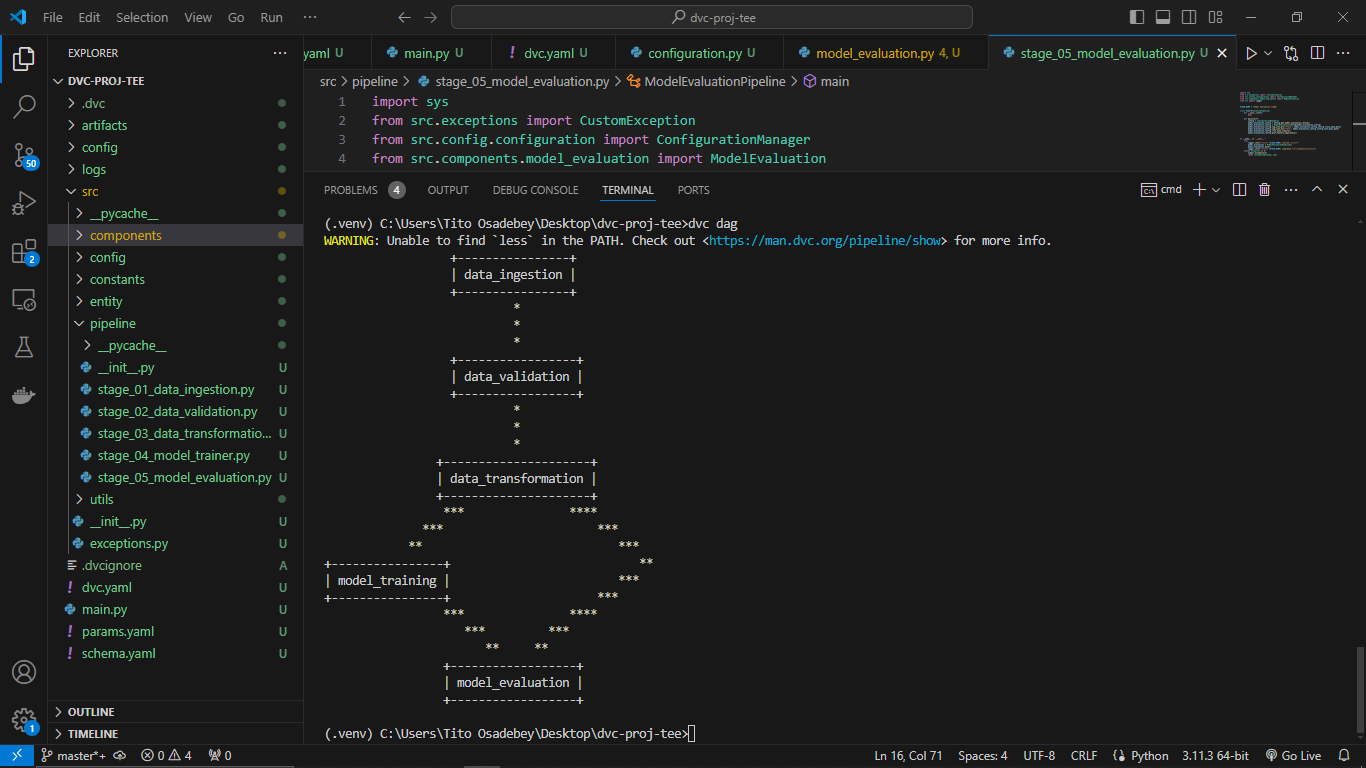 File Edit Selection View Go Run ···
dvc-proj-tee
EXPLORER ···
DVC-PROJ-TEE
.dvc
artifacts
config
logs
src
__pycache__
components
config
constants
entity
pipeline
__pycache__
__init__.py U
stage_01_data_ingestion.py U
stage_02_data_validation.py U
stage_03_data_transformatio... U
stage_04_model_trainer.py U
stage_05_model_evaluation.py U
utils
__init__.py U
exceptions.py U
.dvcignore A
dvc.yaml U
main.py U
params.yaml U
schema.yaml U
OUTLINE
TIMELINE
50
2
1
yaml U main.py U dvc.yaml U configuration.py U model_evaluation.py 4, U stage_05_model_evaluation.py U
src > pipeline > stage_05_model_evaluation.py > ModelEvaluationPipeline > main
1 import sys
2 from src.exceptions import CustomException
3 from src.config.configuration import ConfigurationManager
4 from src.components.model_evaluation import ModelEvaluation
PROBLEMS 4 OUTPUT DEBUG CONSOLE TERMINAL PORTS cmd
(.venv) C:\Users\Tito Osadebey\Desktop\dvc-proj-tee>dvc dag
WARNING: Unable to find `less` in the PATH. Check out <https://man.dvc.org/pipeline/show> for more info.
+----------------+
| data_ingestion |
+----------------+
*
*
*
+-----------------+
| data_validation |
+-----------------+
*
*
*
+---------------------+
| data_transformation |
+---------------------+
*** ****
*** ***
** ***
+----------------+ **
| model_training | ***
+----------------+ ***
*** ****
*** ***
** **
+------------------+
| model_evaluation |
+------------------+
(.venv) C:\Users\Tito Osadebey\Desktop\dvc-proj-tee>
master*+ 0 4 0 Ln 16, Col 71 Spaces: 4 UTF-8 CRLF Python 3.11.3 64-bit Go Live